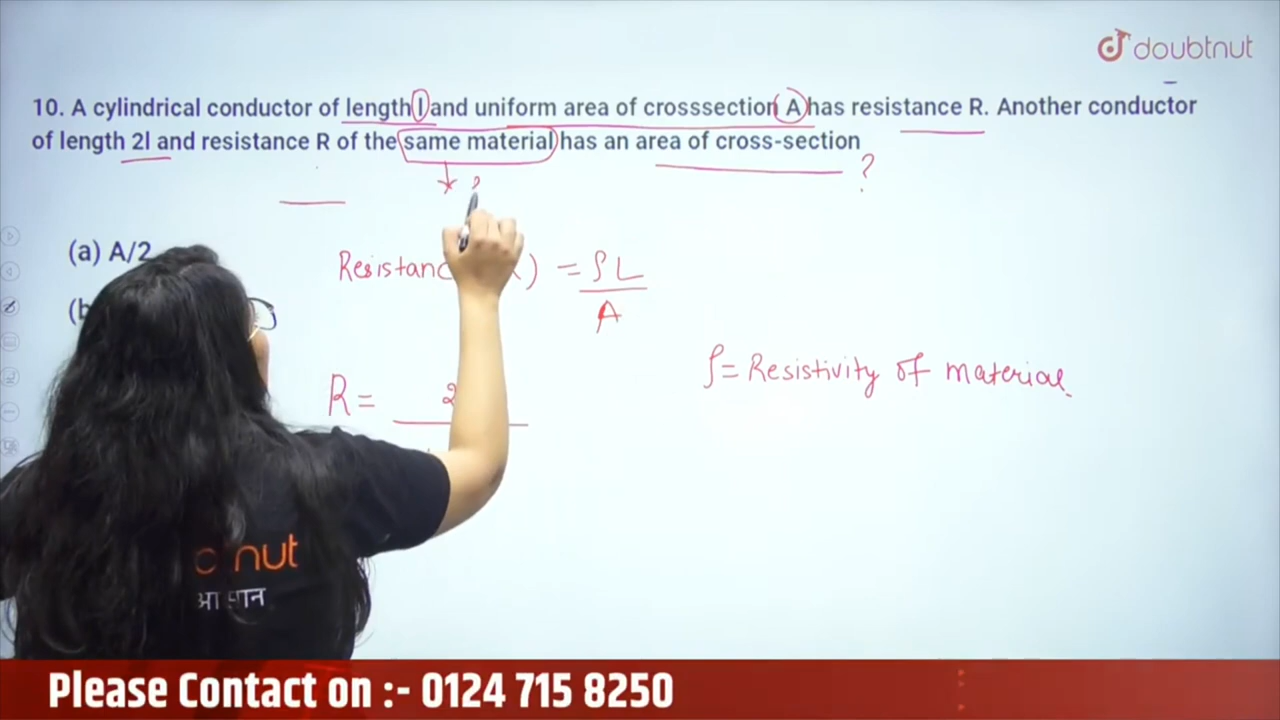 doubtnut
10. A cylindrical conductor of length l and uniform area of crosssection A has resistance R. Another conductor
of length 2l and resistance R of the same material has an area of cross-section
?
(a) A/2
Resistan = ρL
A
ρ= Resistivity of material
R= 2
nut
Please Contact on :- 0124 715 8250